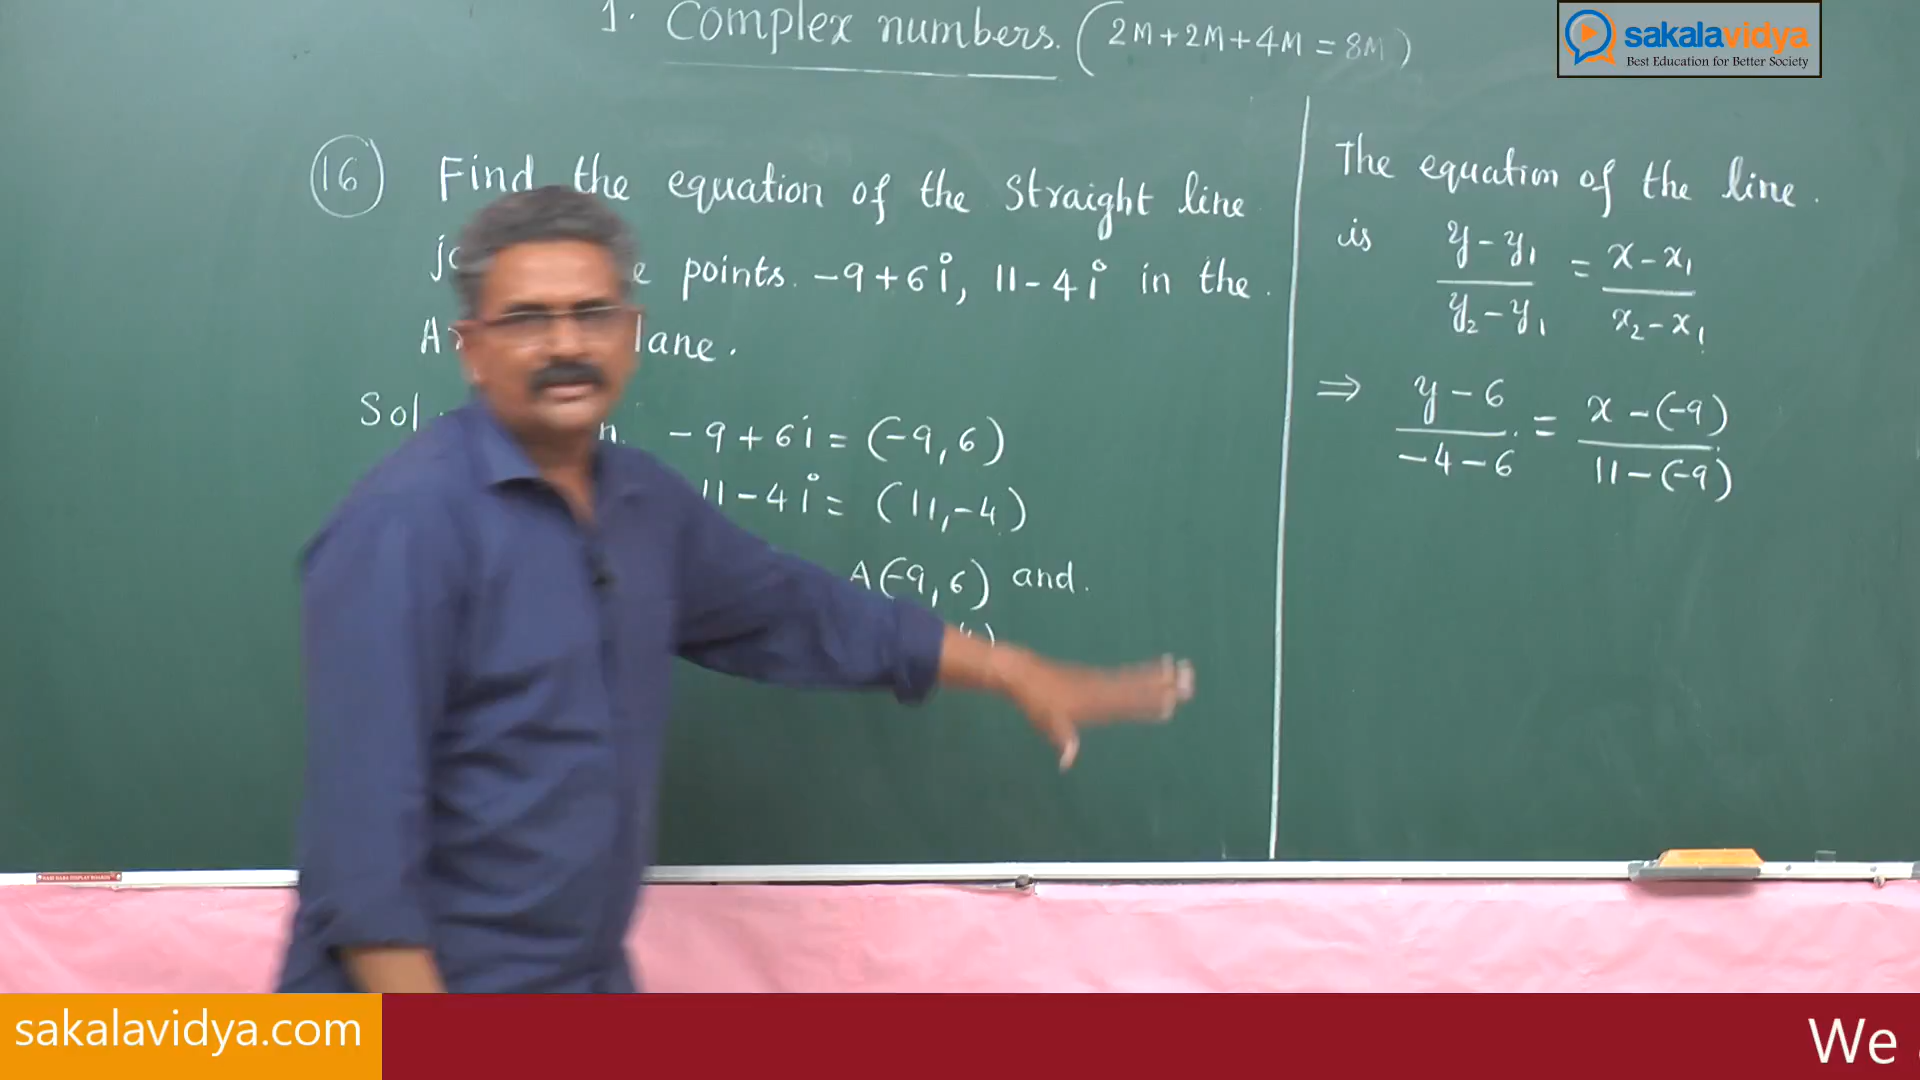 1. Complex numbers. (2M+2M+4M=8M)
sakalavidya
Best Education for Better Society
16 Find the equation of the straight line
points. -9+6i, 11-4i in the.
Sol
-9+6i = (-9, 6)
11-4i = (11, -4)
A(-9, 6) and.
The equation of the line.
is y-y₁/y₂-y₁ = x-x₁/x₂-x₁
⇒ y-6/-4-6 = x-(-9)/11-(-9)
sakalavidya.com
We